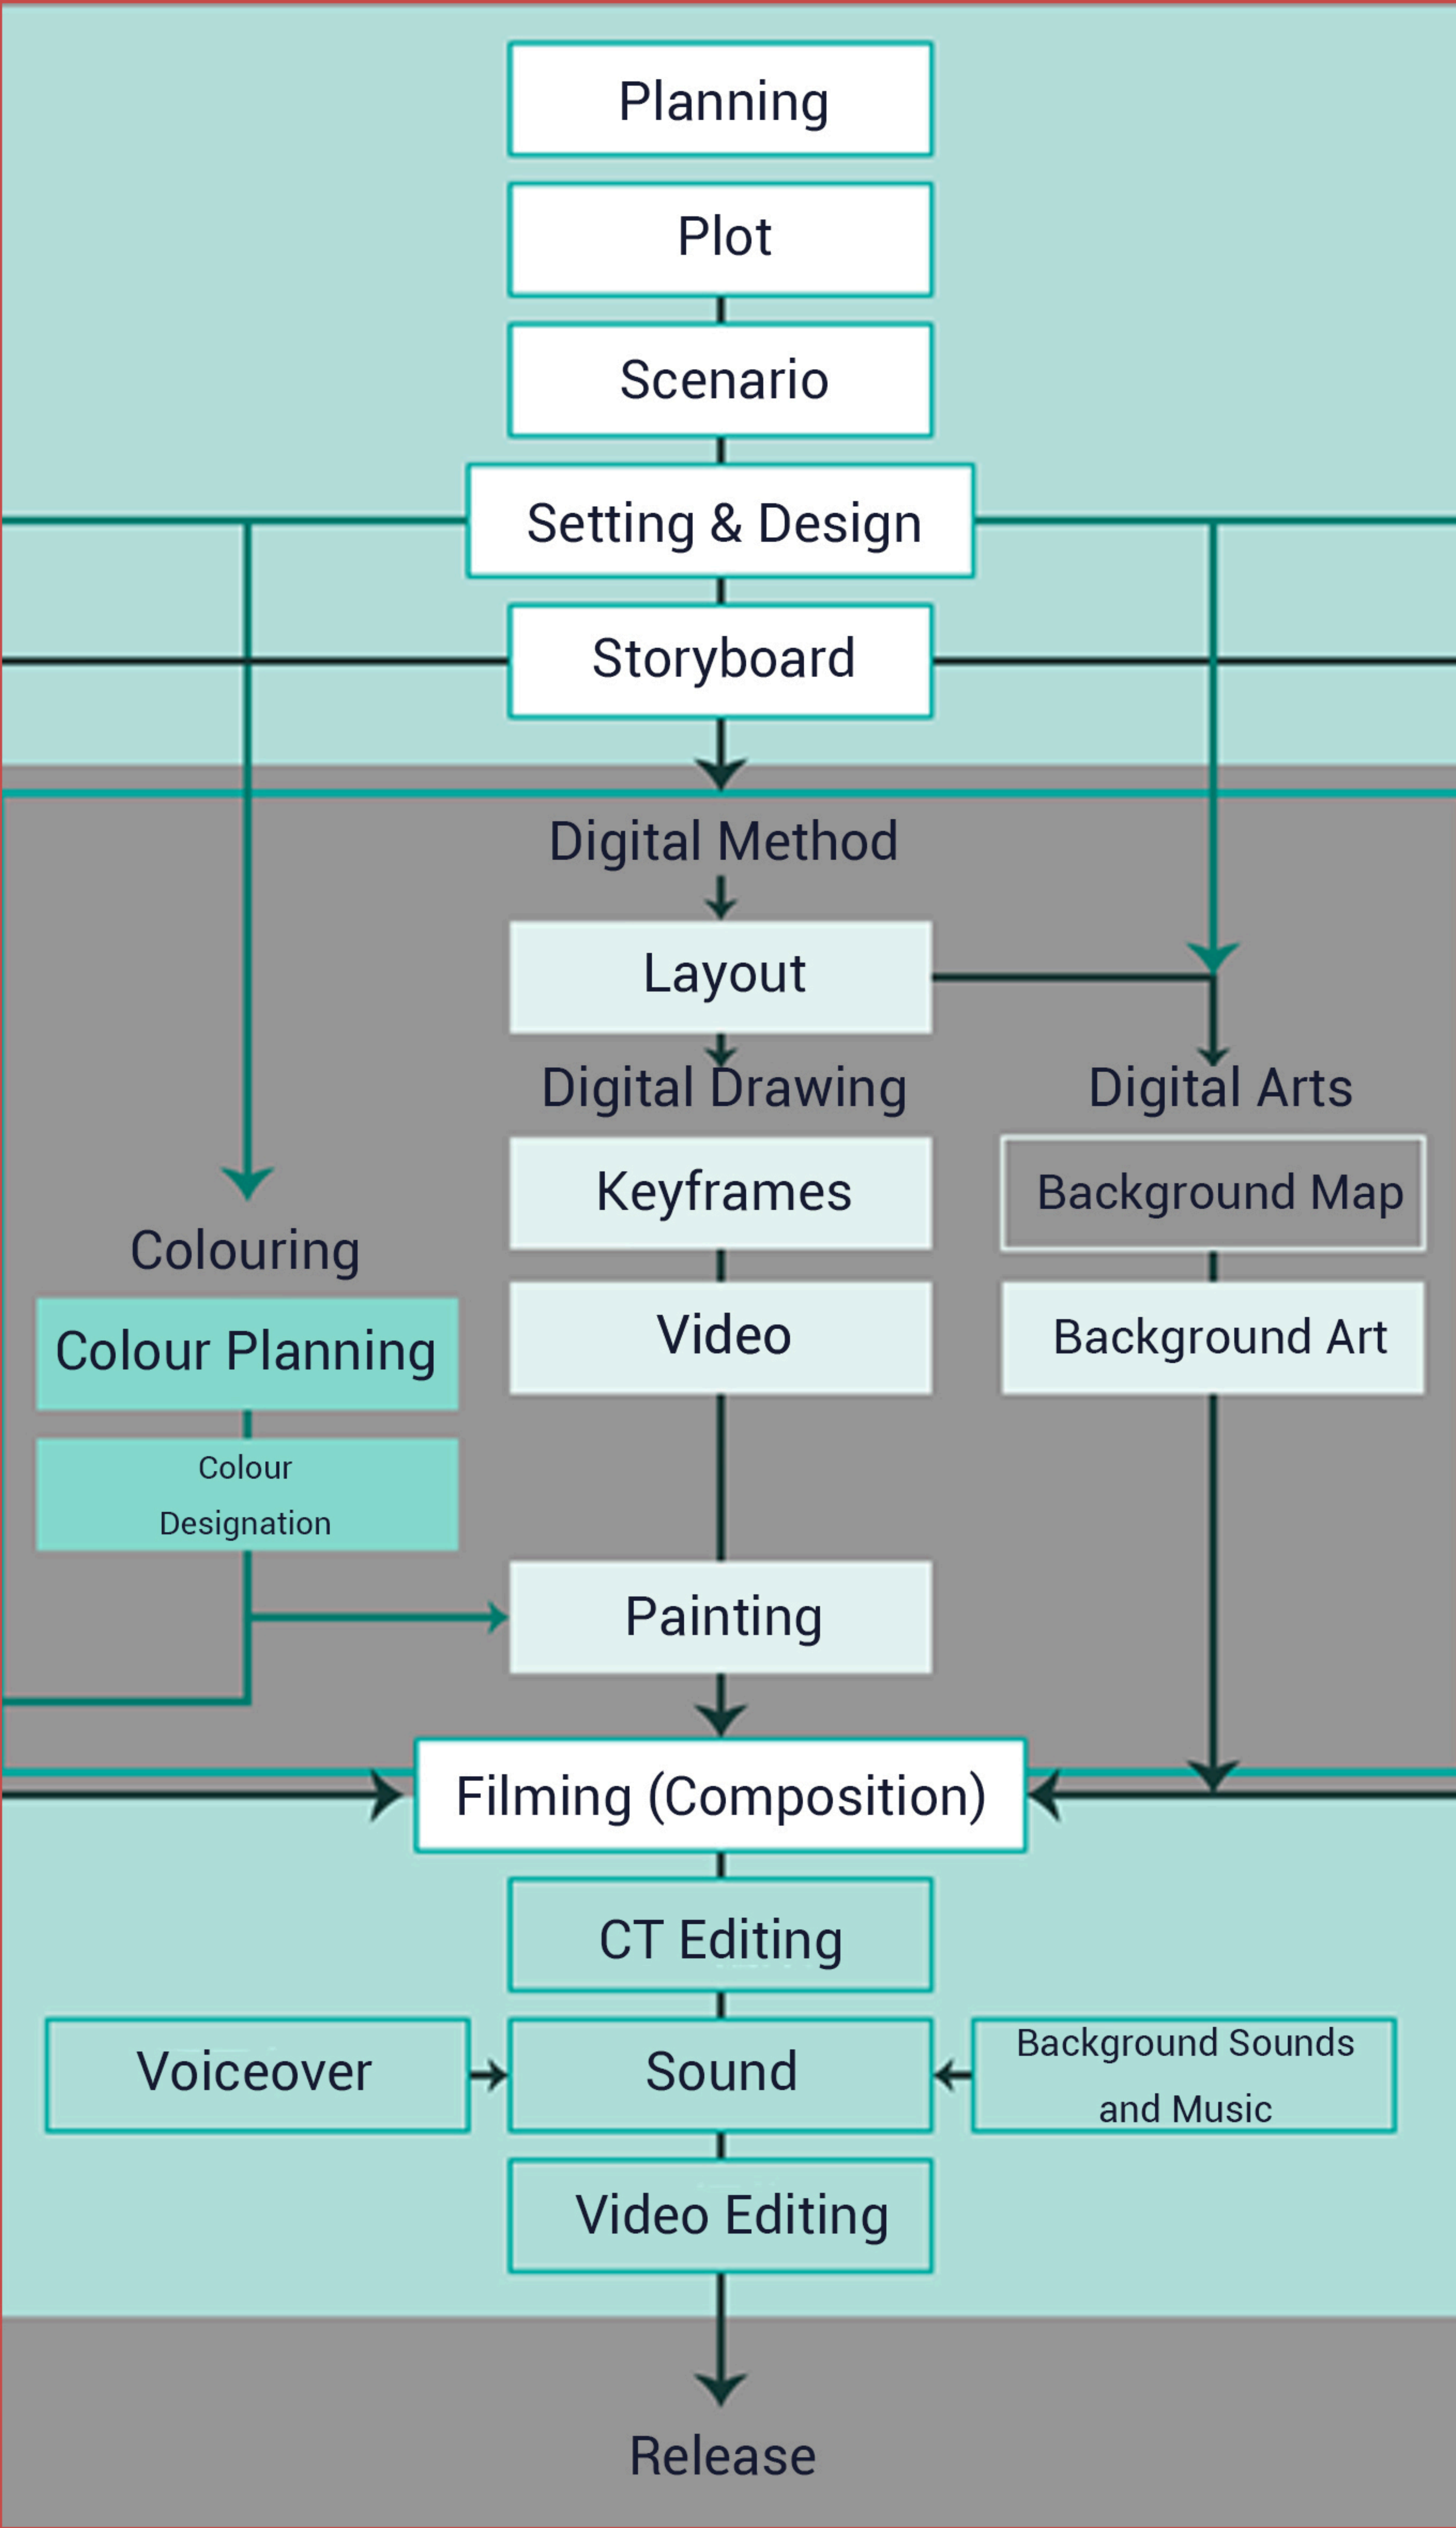 Planning
Plot
Scenario
Setting & Design
Storyboard
Digital Method
Layout
Digital Drawing
Digital Arts
Keyframes
Background Map
Colouring
Video
Background Art
Colour Planning
Colour
Designation
Painting
Filming (Composition)
CT Editing
Voiceover
Sound
Background Sounds
and Music
Video Editing
Release